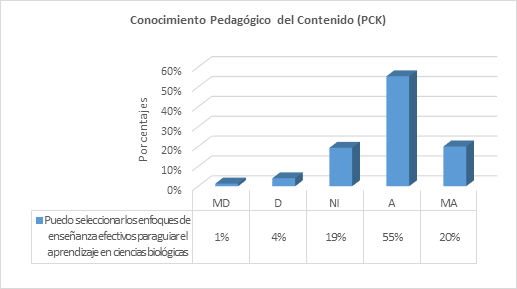 Conocimiento Pedagógico del Contenido (PCK)
Porcentajes
60%
50%
40%
30%
20%
10%
0%
MD D NI A MA
Puedo seleccionar los enfoques de
enseñanza efectivos para guiar el
aprendizaje en ciencias biológicas
1% 4% 19% 55% 20%